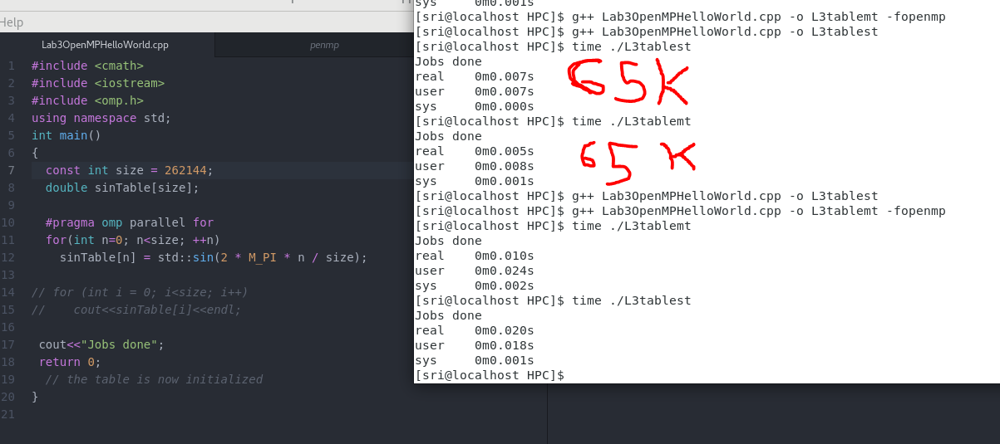 Help
Lab3OpenMPHelloWorld.cpp
penmp
1 #include <cmath>
2 #include <iostream>
3 #include <omp.h>
4 using namespace std;
5 int main()
6 {
7 const int size = 262144;
8 double sinTable[size];
9
10 #pragma omp parallel for
11 for(int n=0; n<size; ++n)
12 sinTable[n] = std::sin(2 * M_PI * n / size);
13
14 // for (int i = 0; i<size; i++)
15 // cout<<sinTable[i]<<endl;
16
17 cout<<"Jobs done";
18 return 0;
19 // the table is now initialized
20 }
21
sys 0m0.001s
[sri@localhost HPC]$ g++ Lab3OpenMPHelloWorld.cpp -o L3tablemt -fopenmp
[sri@localhost HPC]$ g++ Lab3OpenMPHelloWorld.cpp -o L3tablest
[sri@localhost HPC]$ time ./L3tablest
Jobs done
real 0m0.007s
user 0m0.007s
sys 0m0.000s
65K
[sri@localhost HPC]$ time ./L3tablemt
Jobs done
real 0m0.005s
user 0m0.008s
sys 0m0.001s
65 K
[sri@localhost HPC]$ g++ Lab3OpenMPHelloWorld.cpp -o L3tablest
[sri@localhost HPC]$ g++ Lab3OpenMPHelloWorld.cpp -o L3tablemt -fopenmp
[sri@localhost HPC]$ time ./L3tablemt
Jobs done
real 0m0.010s
user 0m0.024s
sys 0m0.002s
[sri@localhost HPC]$ time ./L3tablest
Jobs done
real 0m0.020s
user 0m0.018s
sys 0m0.001s
[sri@localhost HPC]$